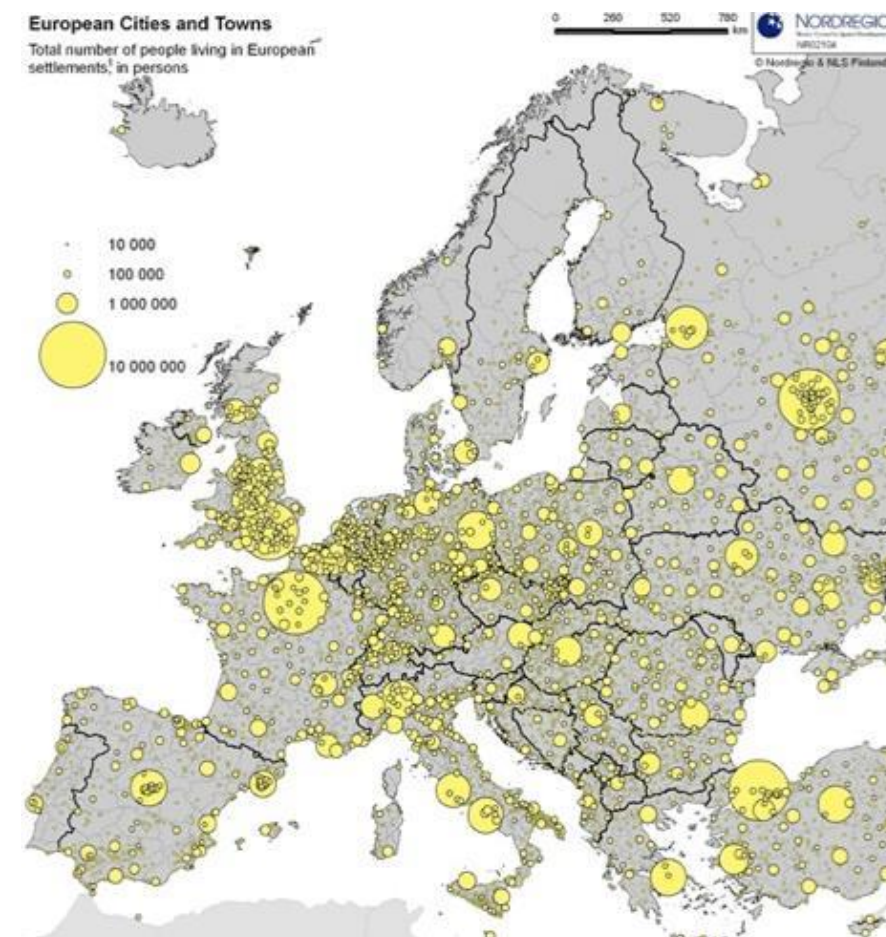 European Cities and Towns
Total number of people living in European
settlements, in persons
0 260 520 780
km
NORDREGIO
NR02104
© Nordregio & NLS Finland
10 000
100 000
1 000 000
10 000 000